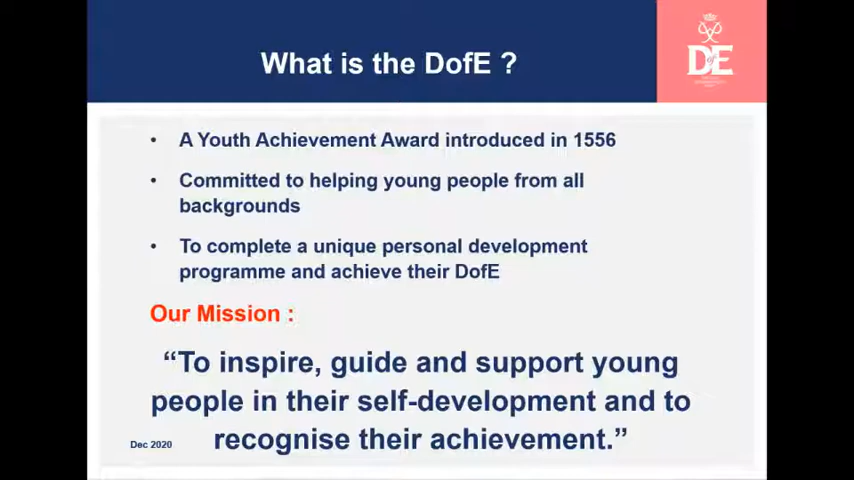 What is the DofE ?
DofE
• A Youth Achievement Award introduced in 1556
• Committed to helping young people from all
backgrounds
• To complete a unique personal development
programme and achieve their DofE
Our Mission :
“To inspire, guide and support young
people in their self-development and to
recognise their achievement.”
Dec 2020